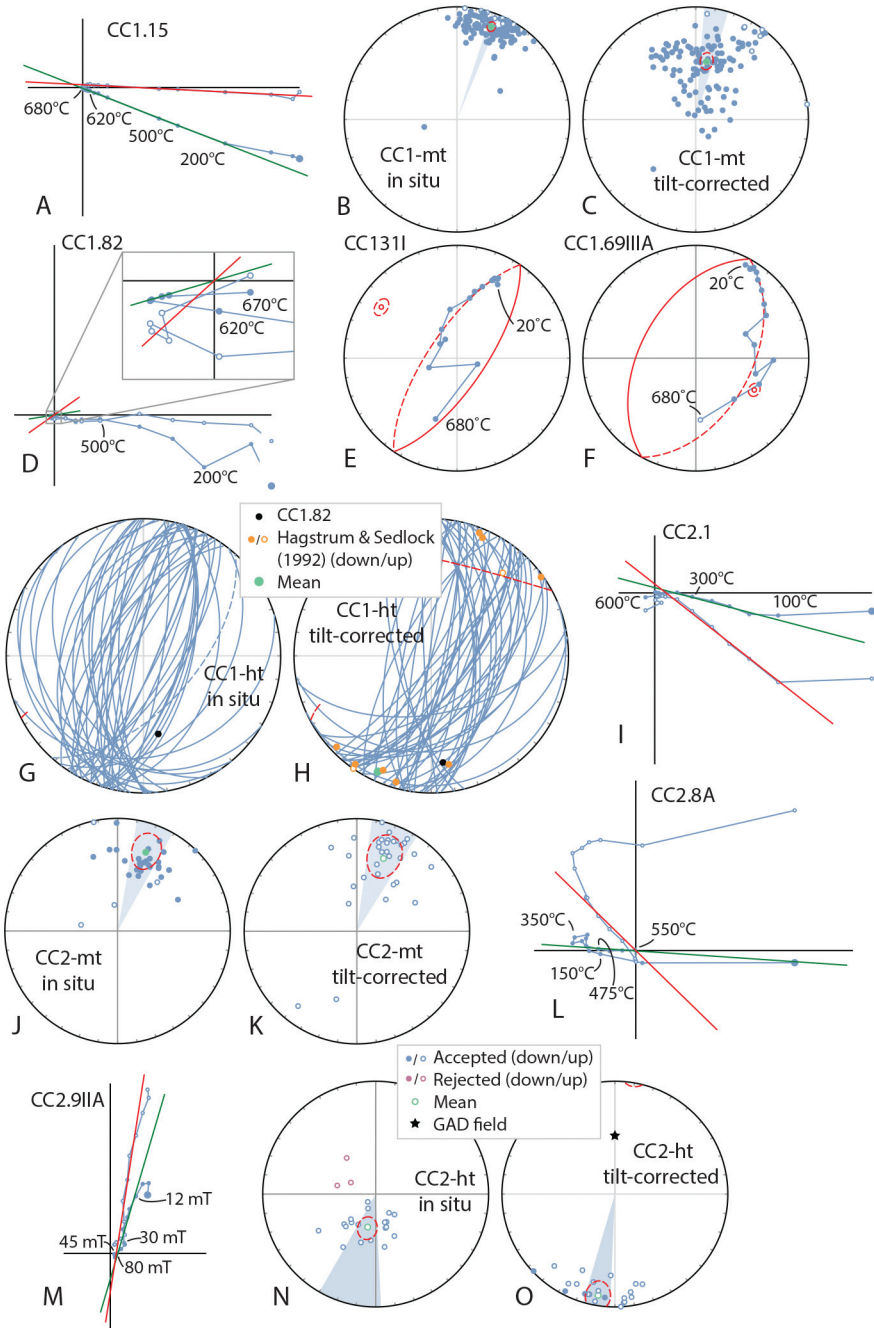 CC1.15
680°C
620°C
500°C
200°C
A
CC1-mt
in situ
B
CC1-mt
tilt-corrected
C
CC1.82
670°C
620°C
500°C
200°C
D
CC131I
20°C
680°C
E
CC1.69IIIA
20°C
680°C
F
CC1.82
Hagstrum & Sedlock
(1992) (down/up)
Mean
CC1-ht
in situ
G
CC1-ht
tilt-corrected
H
CC2.1
300°C
600°C
100°C
I
CC2-mt
in situ
J
CC2-mt
tilt-corrected
K
CC2.8A
350°C
550°C
150°C
475°C
L
Accepted (down/up)
Rejected (down/up)
Mean
GAD field
CC2.9IIA
12 mT
45 mT
30 mT
80 mT
M
CC2-ht
in situ
N
CC2-ht
tilt-corrected
O